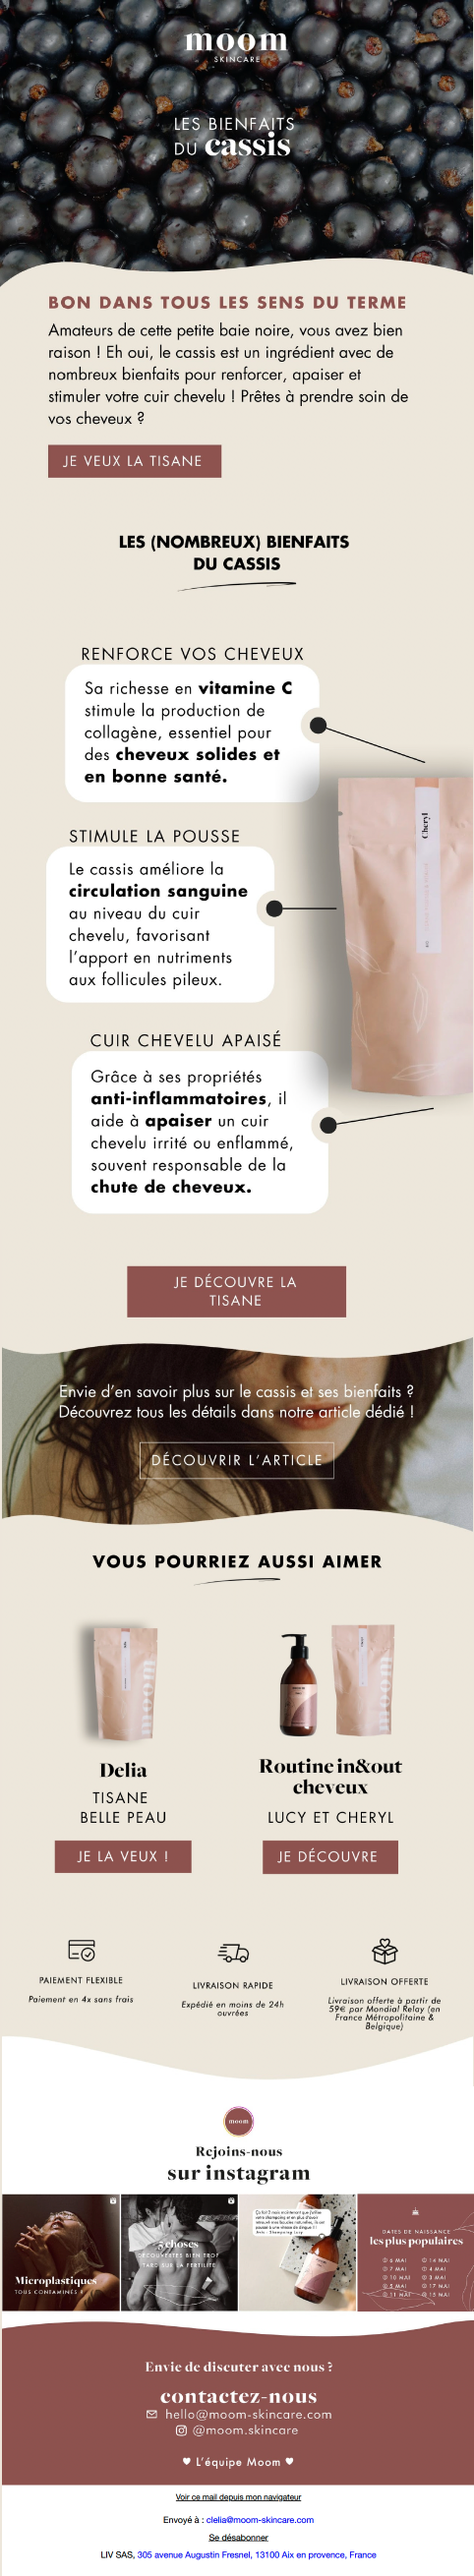 moom
SKINCARE
LES BIENFAITS
DU cassis
BON DANS TOUS LES SENS DU TERME
Amateurs de cette petite baie noire, vous avez bien
raison ! Eh oui, le cassis est un ingrédient avec de
nombreux bienfaits pour renforcer, apaiser et
stimuler votre cuir chevelu ! Prêtes à prendre soin de
vos cheveux ?
JE VEUX LA TISANE
LES (NOMBREUX) BIENFAITS
DU CASSIS
RENFORCE VOS CHEVEUX
Sa richesse en vitamine C
stimule la production de
collagène, essentiel pour
des cheveux solides et
en bonne santé.
Cheryl
STIMULE LA POUSSE
Le cassis améliore la
circulation sanguine
au niveau du cuir
chevelu, favorisant
l'apport en nutriments
aux follicules pileux.
CUIR CHEVELU APAISÉ
Grâce à ses propriétés
anti-inflammatoires, il
aide à apaiser un cuir
chevelu irrité ou enflammé,
souvent responsable de la
chute de cheveux.
JE DÉCOUVRE LA
TISANE
Envie d'en savoir plus sur le cassis et ses bienfaits ?
Découvrez tous les détails dans notre article dédié !
DÉCOUVRIR L'ARTICLE
VOUS POURRIEZ AUSSI AIMER
moom
Delia
TISANE
BELLE PEAU
JE LA VEUX !
Routine in&out
cheveux
LUCY ET CHERYL
JE DÉCOUVRE
PAIEMENT FLEXIBLE
Paiement en 4x sans frais
LIVRAISON RAPIDE
Expédié en moins de 24h
ouvrées
LIVRAISON OFFERTE
Livraison offerte à partir de
59€ par Mondial Relay (en
France Métropolitaine &
Belgique)
moom
Rejoins-nous
sur instagram
Microplastiques
TOUS CONTAMINÉS
5 choses
DÉCOUVERTES BIEN TROP
TARD SUR LA FERTILITÉ
DATES DE NAISSANCE
les plus populaires
Envie de discuter avec nous ?
contactez-nous
hello@moom-skincare.com
@moom.skincare
♥ L'équipe Moom ♥
Voir ce mail depuis mon navigateur
Envoyé à : clelia@moom-skincare.com
Se désabonner
LIV SAS, 305 avenue Augustin Fresnel, 13100 Aix en provence, France